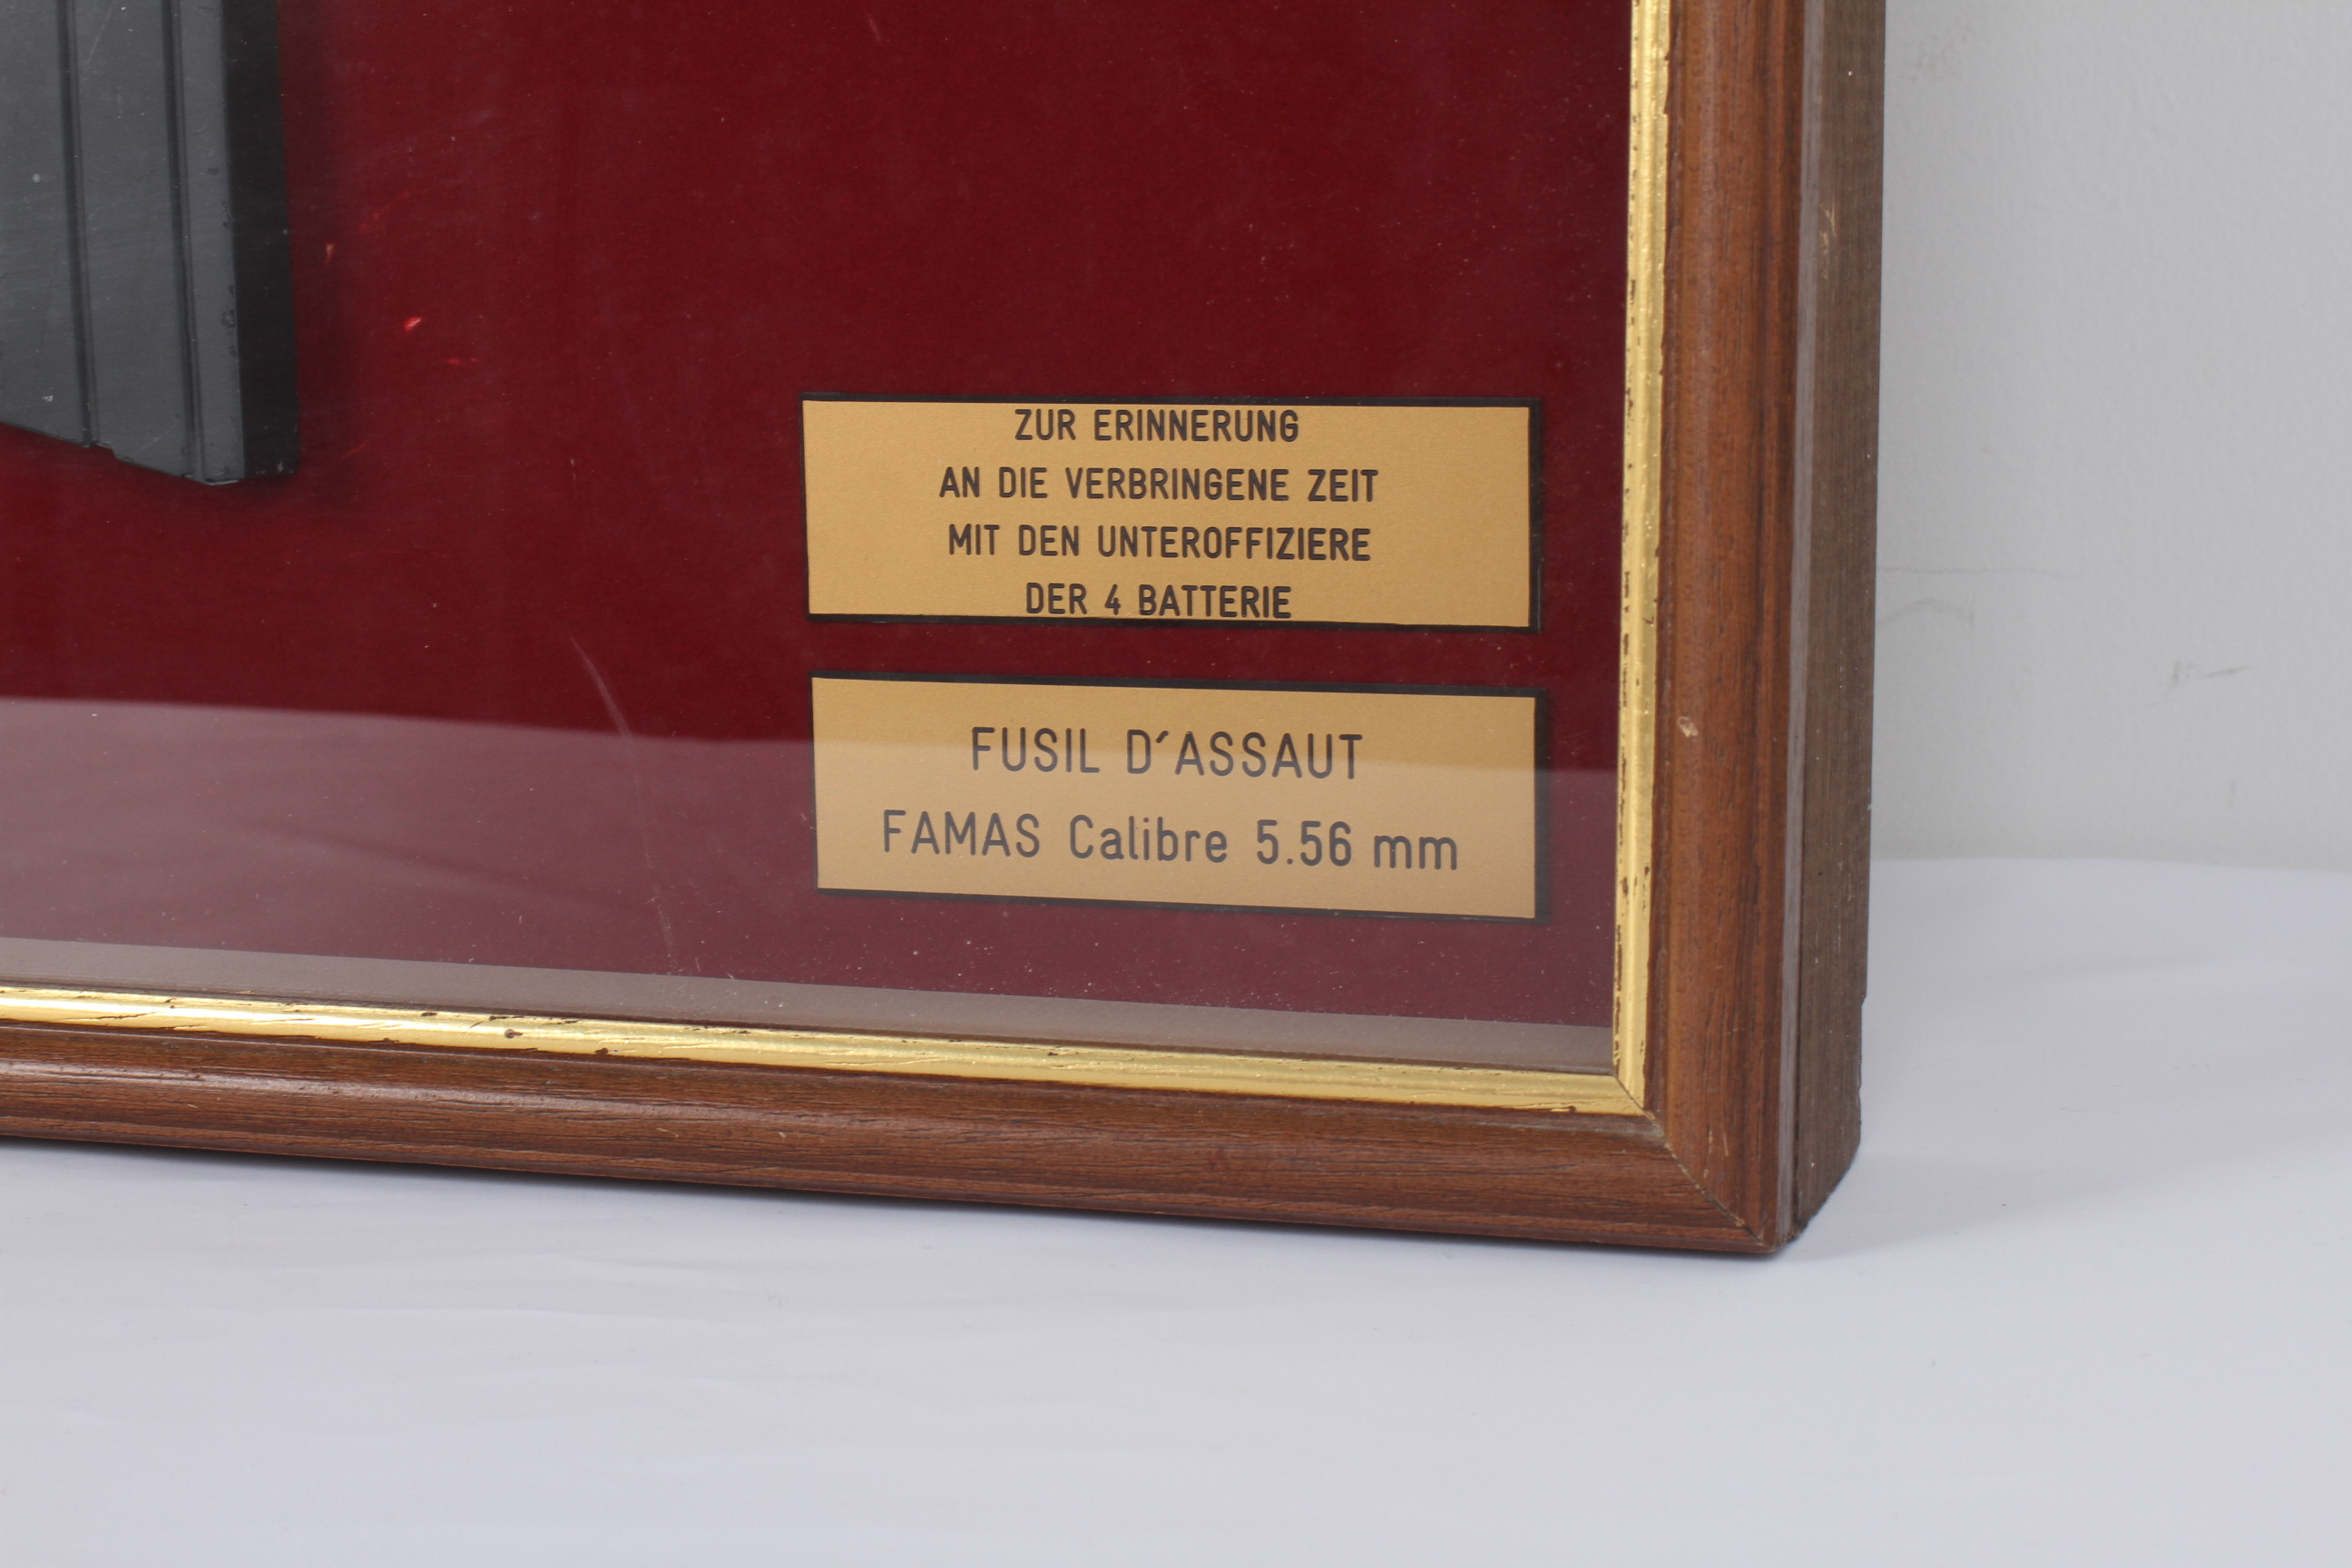 ZUR ERINNERUNG
AN DIE VERBRINGENE ZEIT
MIT DEN UNTEROFFIZIERE
DER 4 BATTERIE
FUSIL D´ASSAUT
FAMAS Calibre 5.56 mm